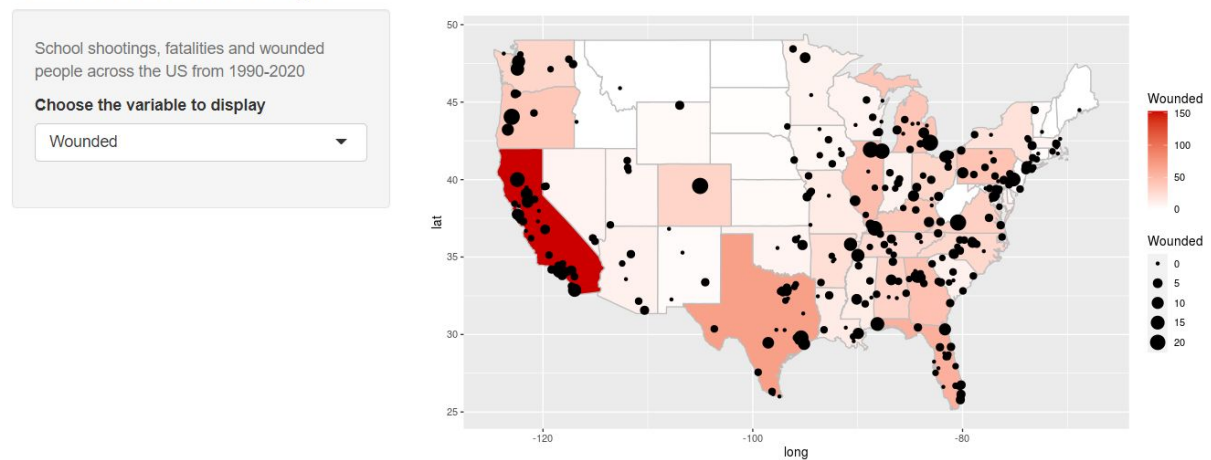 School shootings, fatalities and wounded
people across the US from 1990-2020
Choose the variable to display
Wounded
50
45
40
35
30
25
lat
-120
-100
-80
long
Wounded
150
100
50
0
Wounded
0
5
10
15
20